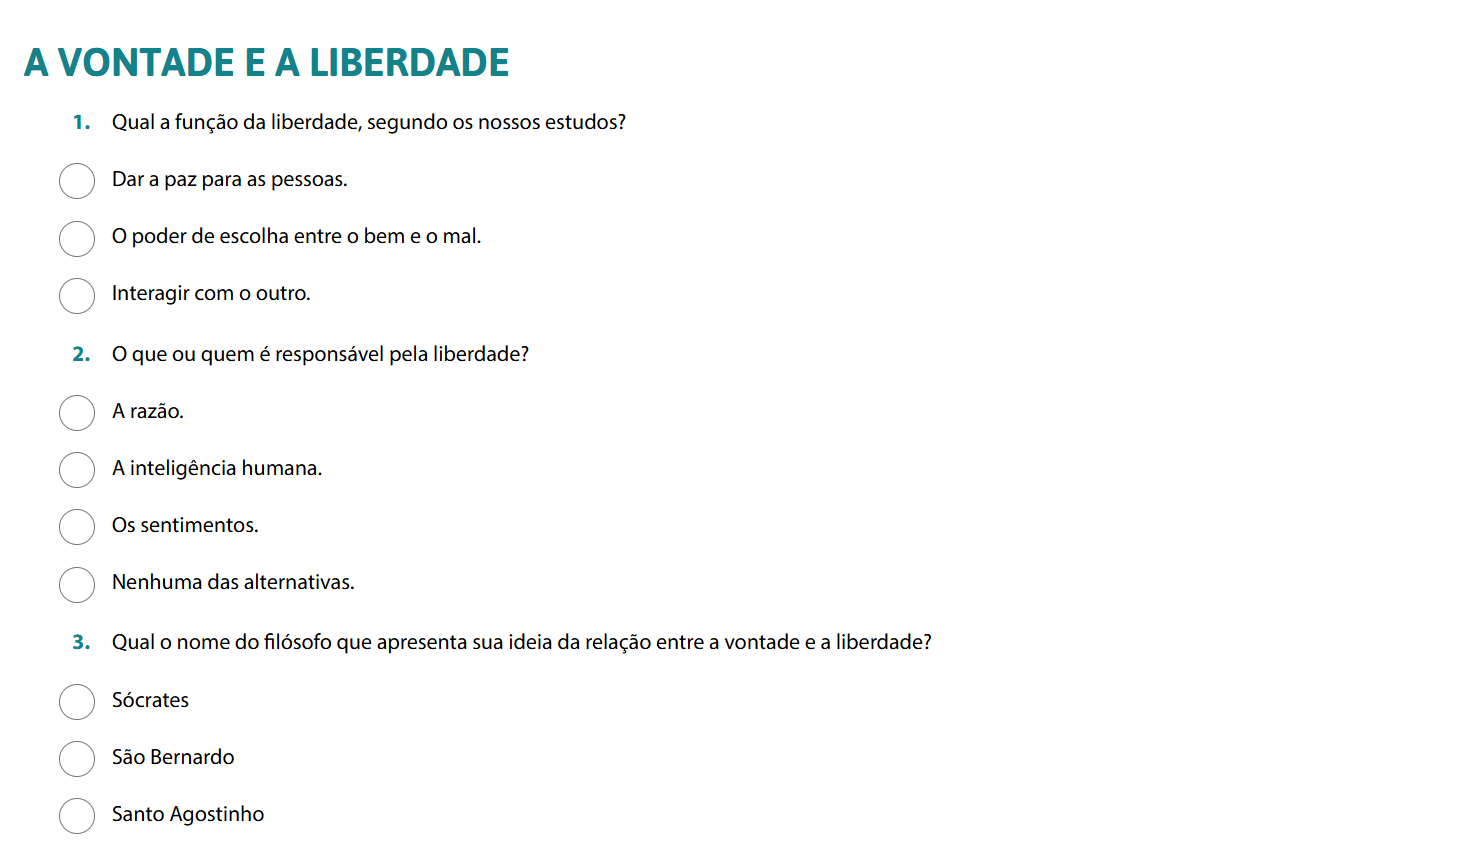 A VONTADE E A LIBERDADE
1. Qual a função da liberdade, segundo os nossos estudos?
Dar a paz para as pessoas.
O poder de escolha entre o bem e o mal.
Interagir com o outro.
2. O que ou quem é responsável pela liberdade?
A razão.
A inteligência humana.
Os sentimentos.
Nenhuma das alternativas.
3. Qual o nome do filósofo que apresenta sua ideia da relação entre a vontade e a liberdade?
Sócrates
São Bernardo
Santo Agostinho